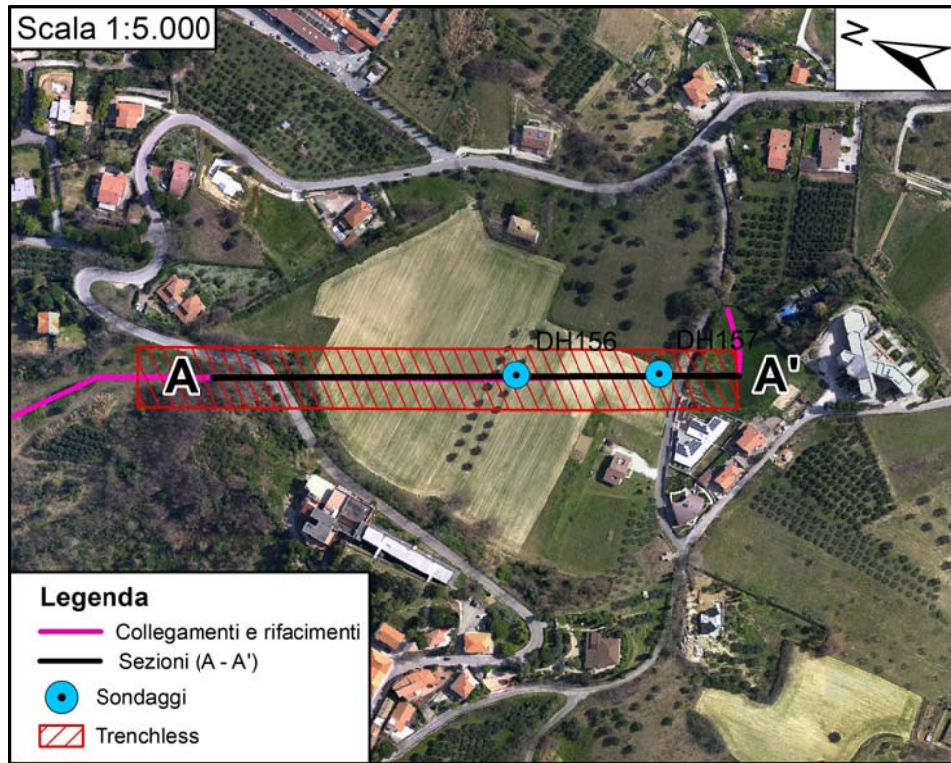 Scala 1:5.000
N
DH156
DH157
A
A'
Legenda
Collegamenti e rifacimenti
Sezioni (A - A')
Sondaggi
Trenchless